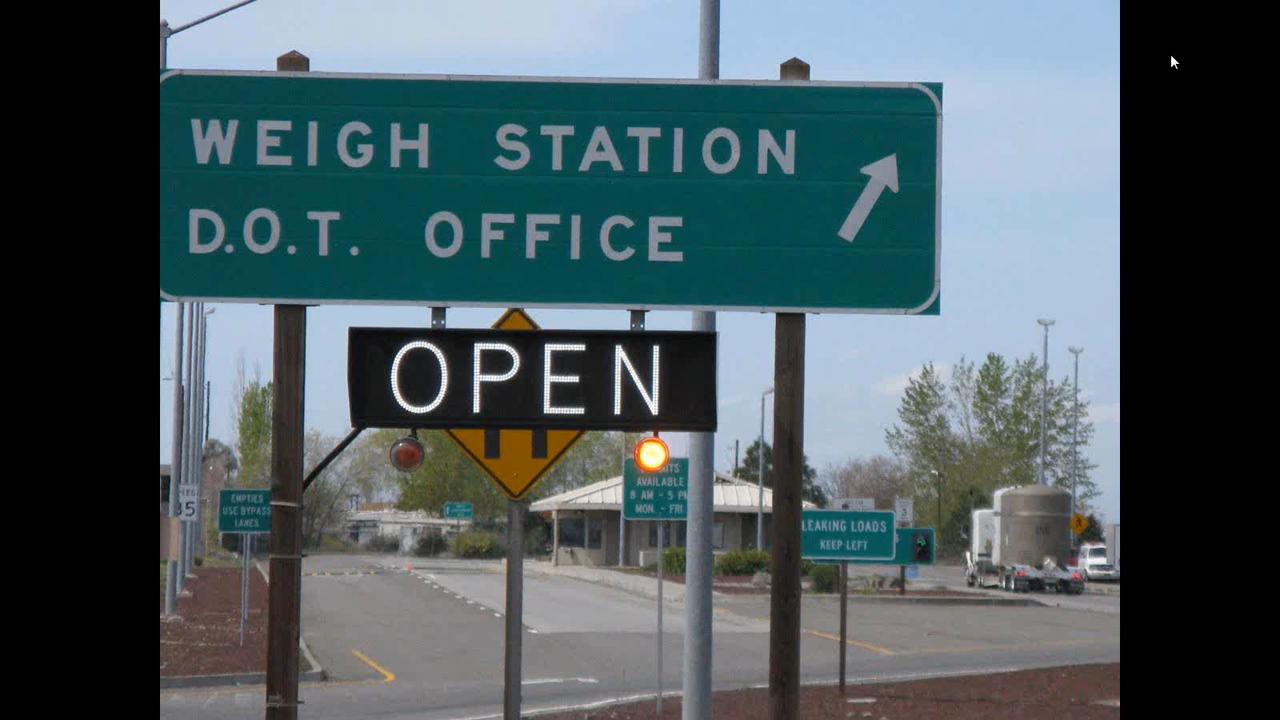 WEIGH STATION
D.O.T. OFFICE
OPEN
EMPTIES
USE BYPASS
LANES
AVAILABLE
8 AM - 5 PM
MON. - FRI
LEAKING LOADS
KEEP LEFT